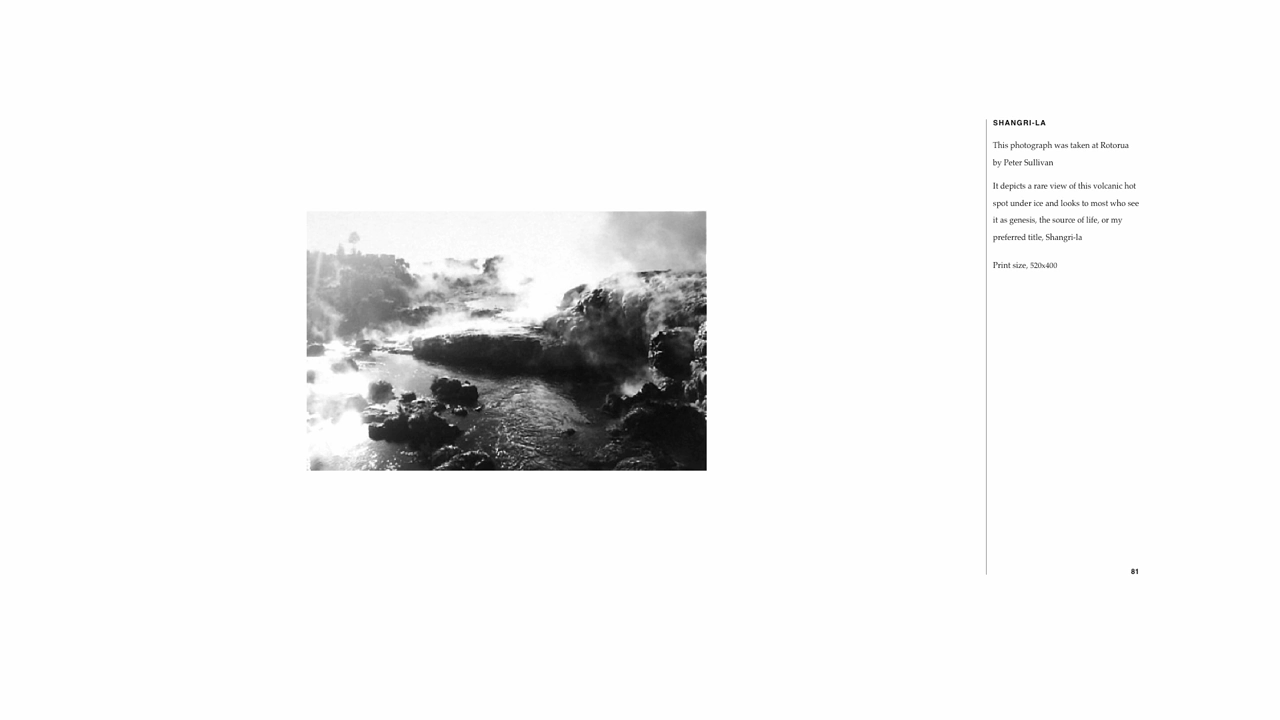 SHANGRI-LA
This photograph was taken at Rotorua
by Peter Sullivan
It depicts a rare view of this volcanic hot
spot under ice and looks to most who see
it as genesis, the source of life, or my
preferred title, Shangri-la
Print size, 520x400
81